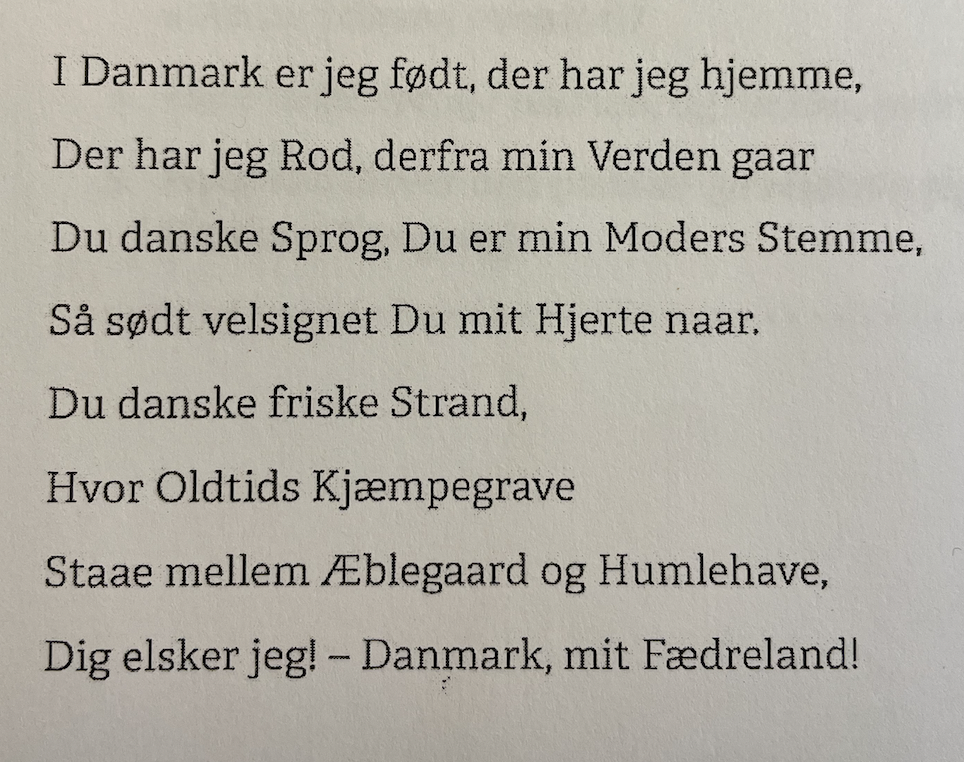 I Danmark er jeg født, der har jeg hjemme,
Der har jeg Rod, derfra min Verden gaar
Du danske Sprog, Du er min Moders Stemme,
Så sødt velsignet Du mit Hjerte naar.
Du danske friske Strand,
Hvor Oldtids Kjæmpegrave
Staae mellem Æblegaard og Humlehave,
Dig elsker jeg! – Danmark, mit Fædreland!